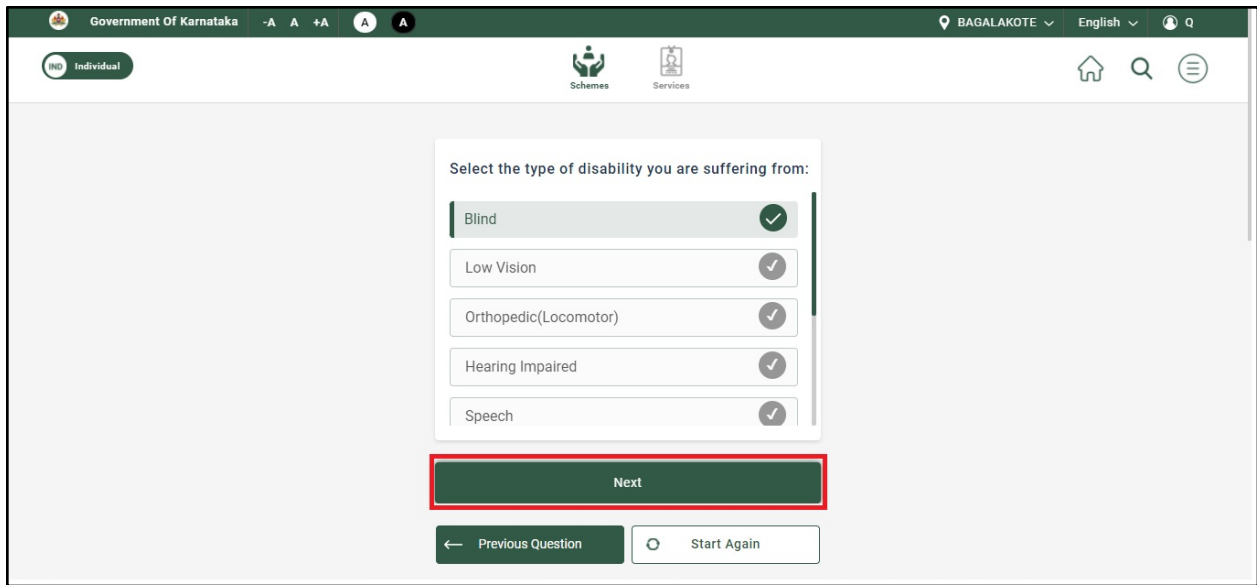 Government Of Karnataka -A A +A A A BAGALAKOTE English Q
IND Individual
Schemes Services
Select the type of disability you are suffering from:
Blind
Low Vision
Orthopedic(Locomotor)
Hearing Impaired
Speech
Next
Previous Question Start Again